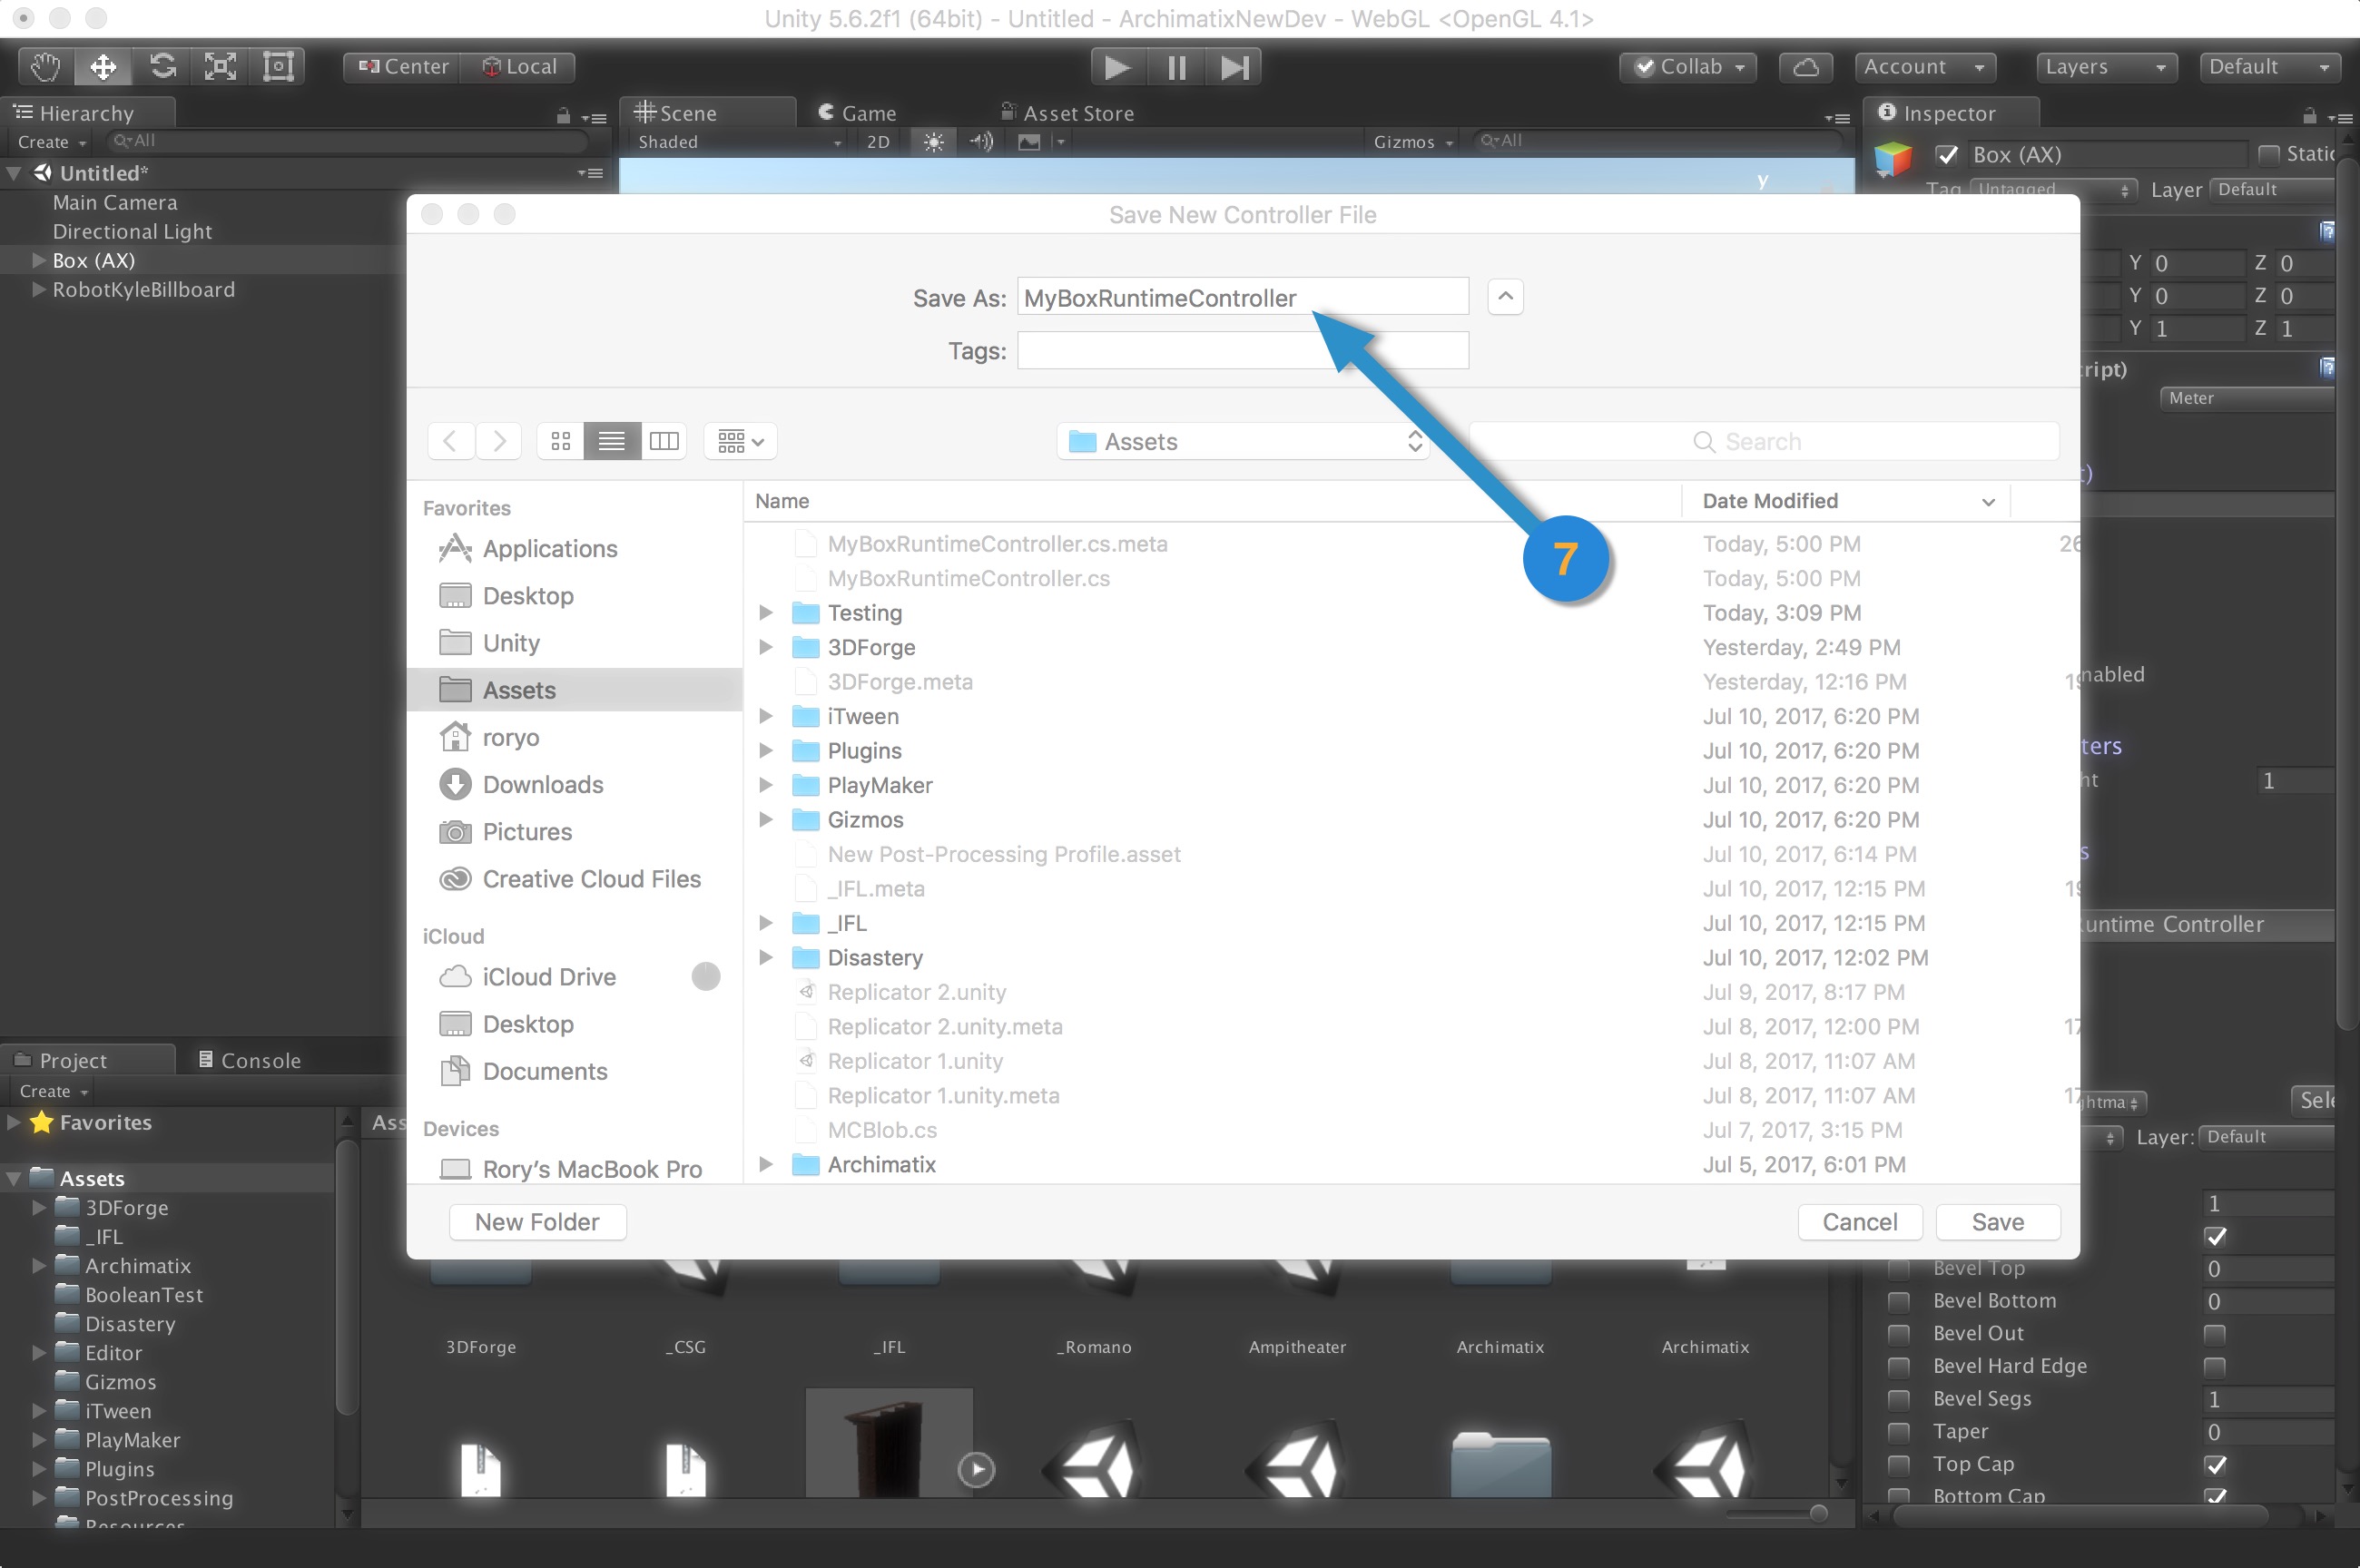 Unity 5.6.2f1 (64bit) - Untitled - ArchimatixNewDev - WebGL <OpenGL 4.1>
Center Local Collab Account Layers Default
Hierarchy Scene Game Asset Store Inspector
Create All Shaded 2D Gizmos All Box (AX) Static
Untitled* y
Tag Untagged Layer Default
Main Camera
Directional Light
Box (AX)
RobotKyleBillboard
Save New Controller File
Save As: MyBoxRuntimeController
Tags:
Y 0 Z 0
Y 0 Z 0
Y 1 Z 1
ript)
Meter
Assets Search
t)
7
Favorites
Applications
Desktop
Unity
Assets
roryo
Downloads
Pictures
Creative Cloud Files
iCloud
iCloud Drive
Desktop
Documents
Devices
Rory's MacBook Pro
Name Date Modified
MyBoxRuntimeController.cs.meta Today, 5:00 PM 26
MyBoxRuntimeController.cs Today, 5:00 PM
Testing Today, 3:09 PM
3DForge Yesterday, 2:49 PM
3DForge.meta Yesterday, 12:16 PM 19
iTween Jul 10, 2017, 6:20 PM
Plugins Jul 10, 2017, 6:20 PM
PlayMaker Jul 10, 2017, 6:20 PM
Gizmos Jul 10, 2017, 6:20 PM
New Post-Processing Profile.asset Jul 10, 2017, 6:14 PM
_IFL.meta Jul 10, 2017, 12:15 PM 19
_IFL Jul 10, 2017, 12:15 PM
Disastery Jul 10, 2017, 12:02 PM
Replicator 2.unity Jul 9, 2017, 8:17 PM
Replicator 2.unity.meta Jul 8, 2017, 12:00 PM 17
Replicator 1.unity Jul 8, 2017, 11:07 AM
Replicator 1.unity.meta Jul 8, 2017, 11:07 AM 17
MCBlob.cs Jul 7, 2017, 3:15 PM
Archimatix Jul 5, 2017, 6:01 PM
New Folder Cancel Save
nabled
ters
ht 1
s
untime Controller
htma Sele
Layer: Default
1
Bevel Top 0
Bevel Bottom 0
Bevel Out
Bevel Hard Edge
Bevel Segs 1
Taper 0
Top Cap
Bottom Cap
Project Console
Create
Favorites Ass
Assets
3DForge
_IFL
Archimatix
BooleanTest
Disastery
Editor
Gizmos
iTween
PlayMaker
Plugins
PostProcessing
Resources
3DForge _CSG _IFL _Romano Ampitheater Archimatix Archimatix